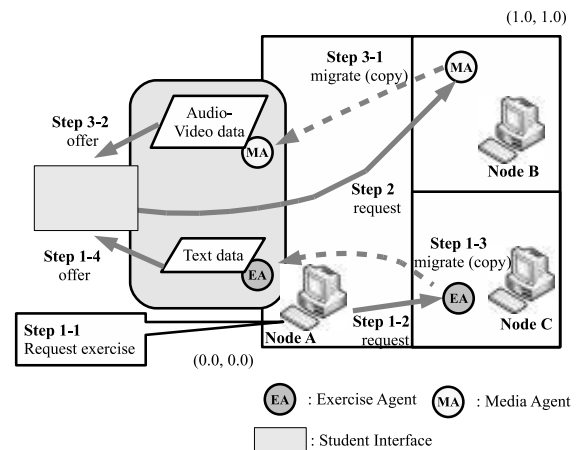 (1.0, 1.0)
Step 3-1
migrate (copy)
MA
Audio-
Video data
MA
Step 3-2
offer
Node B
Step 2
request
Step 1-3
migrate (copy)
Step 1-4
offer
Text data
EA
EA
Node C
Step 1-2
request
Node A
Step 1-1
Request exercise
(0.0, 0.0)
EA : Exercise Agent MA : Media Agent
: Student Interface